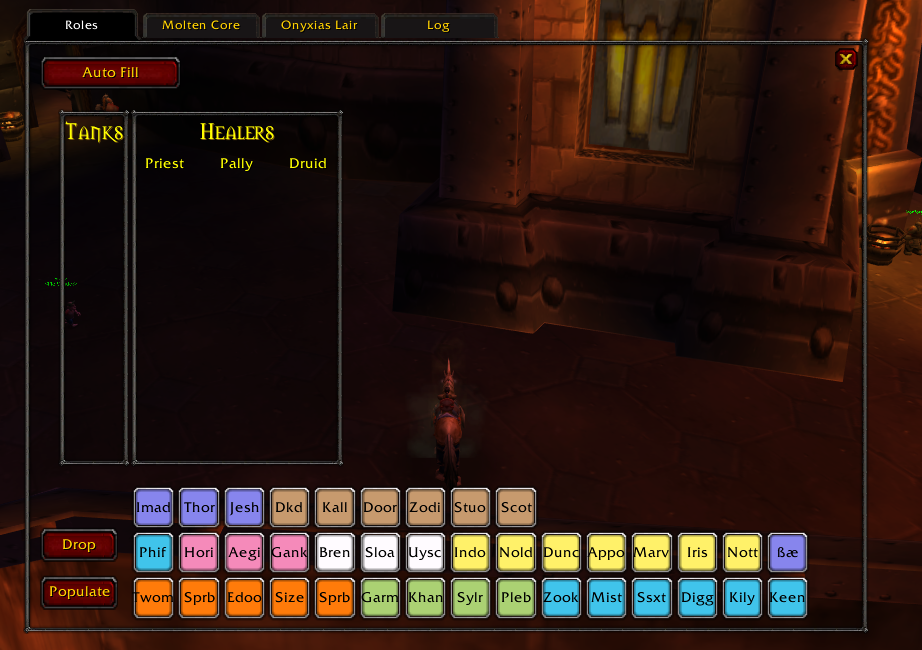 Roles Molten Core Onyxias Lair Log
Auto Fill
Tanks Healers
Priest Pally Druid
Imad Thor Jesh Dkd Kall Door Zodi Stuo Scot
Drop Phif Hori Aegi Gank Bren Sloa Uysc Indo Nold Dunc Appo Marv Iris Nott ßæ
Populate Twom Sprb Edoo Size Sprb Garm Khan Sylr Pleb Zook Mist Ssxt Digg Kily Keen